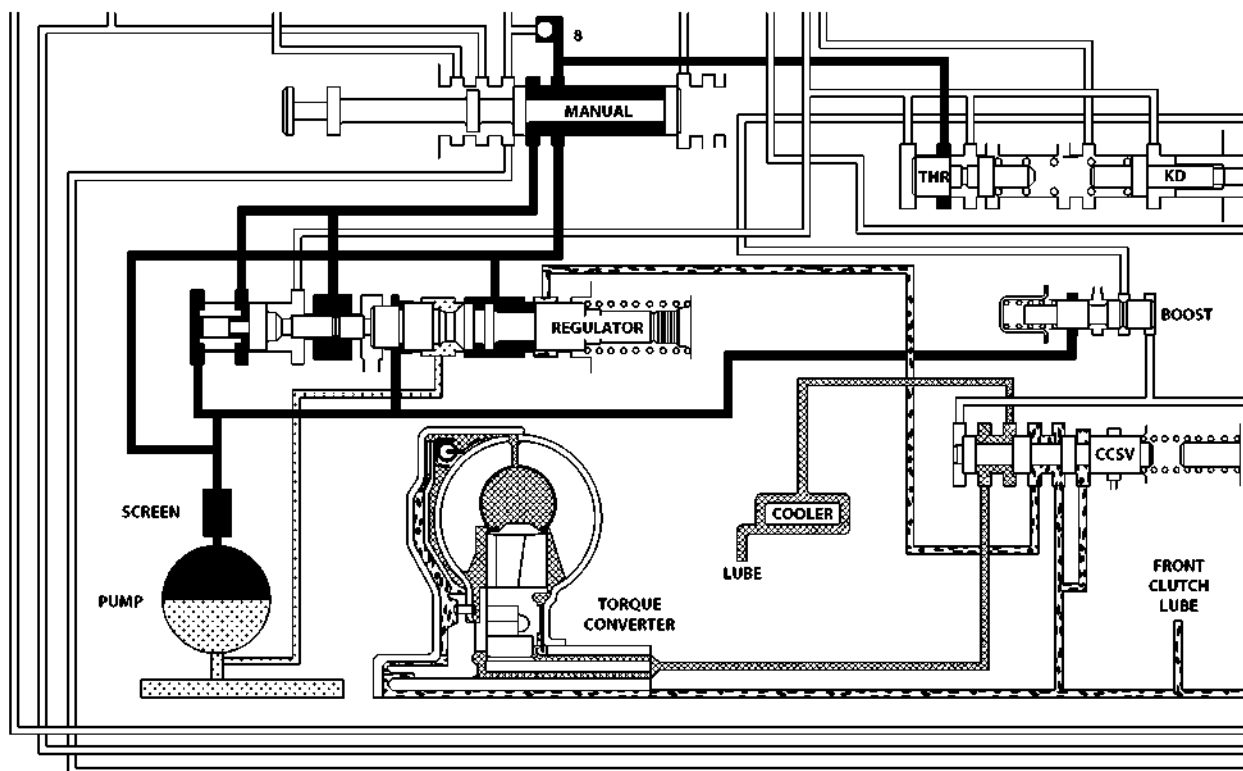 8
MANUAL
THR
KD
REGULATOR
BOOST
CCSV
SCREEN
COOLER
LUBE
PUMP
TORQUE
CONVERTER
FRONT
CLUTCH
LUBE